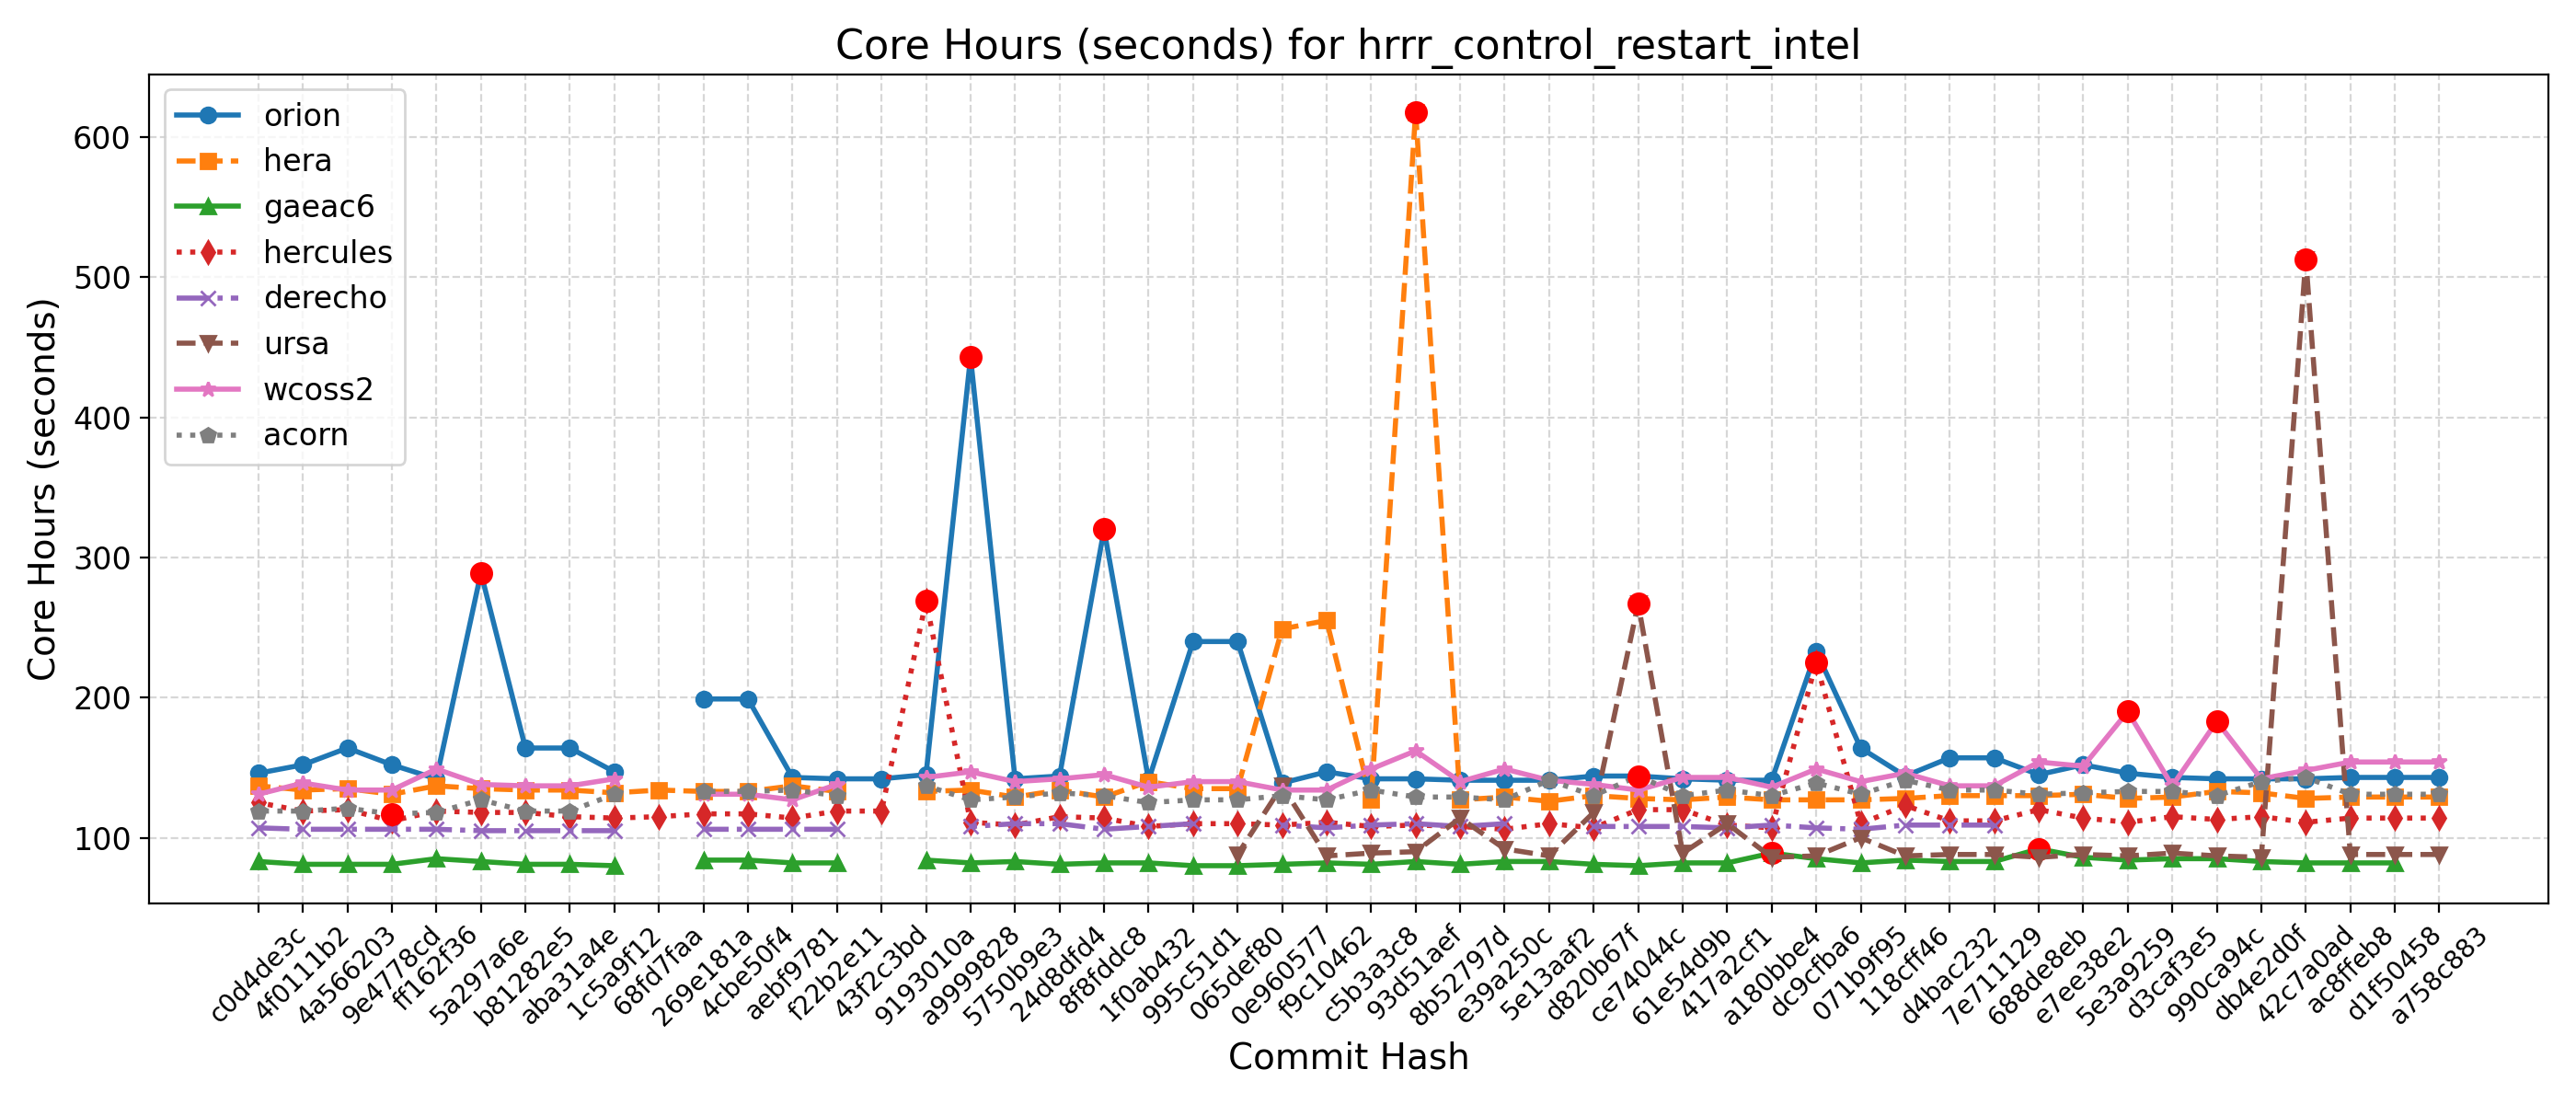 Core Hours (seconds) for hrrr_control_restart_intel
orion
hera
gaeac6
hercules
derecho
ursa
wcoss2
acorn
Core Hours (seconds)
600
500
400
300
200
100
c0d4de3c
4f0111b2
4a566203
9e4778cd
ff162f36
5a297a6e
b81282e5
aba31a4e
1c5a9f12
68fd7faa
269e181a
4cbe50f4
aebf9781
f22b2e11
43f2c3bd
9193010a
a9999828
5750b9e3
24d8dfd4
8f8fddc8
1f0ab432
995c51d1
065def80
0e960577
f9c10462
c5b3a3c8
93d51aef
8b52797d
e39a250c
5e13aaf2
d820b67f
ce74044c
61e54d9b
417a2cf1
a180bbe4
dc9cfba6
071b9f95
118cff46
d4bac232
7e711129
688de8eb
e7ee38e2
5e3a9259
d3caf3e5
990ca94c
db4e2d0f
42c7a0ad
ac8ffeb8
d1f50458
a758c883
Commit Hash